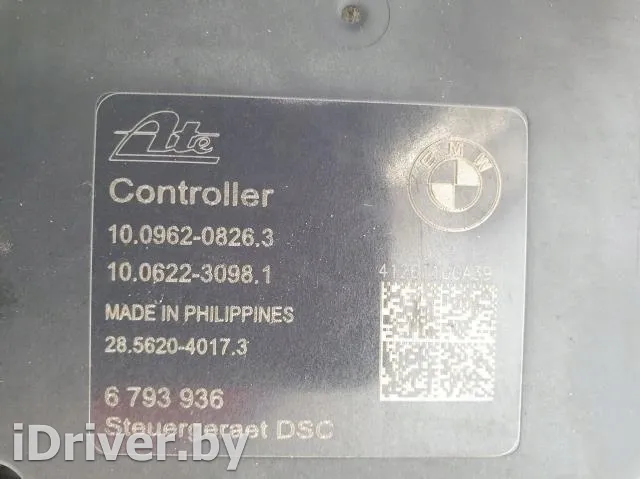 Ate
BMW
Controller
10.0962-0826.3
10.0622-3098.1
MADE IN PHILIPPINES
28.5620-4017.3
6 793 936
Steuergeraet DSC
iDriver.by